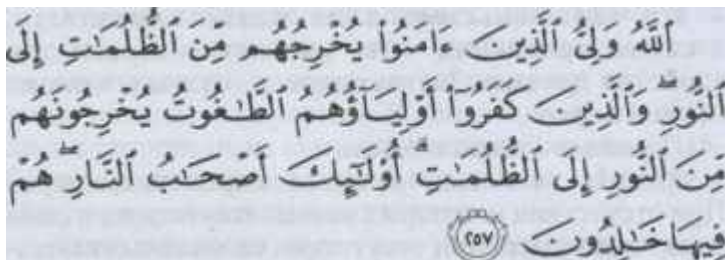 ٱللَّهُ وَلِىُّ ٱلَّذِينَ ءَامَنُوا۟ يُخْرِجُهُم مِّنَ ٱلظُّلُمَـٰتِ إِلَى
ٱلنُّورِ ۖ وَٱلَّذِينَ كَفَرُوٓا۟ أَوْلِيَآؤُهُمُ ٱلطَّـٰغُوتُ يُخْرِجُونَهُم
مِّنَ ٱلنُّورِ إِلَى ٱلظُّلُمَـٰتِ ۗ أُو۟لَـٰٓئِكَ أَصْحَـٰبُ ٱلنَّارِ ۖ هُمْ
فِيهَا خَـٰلِدُونَ ٢٥٧